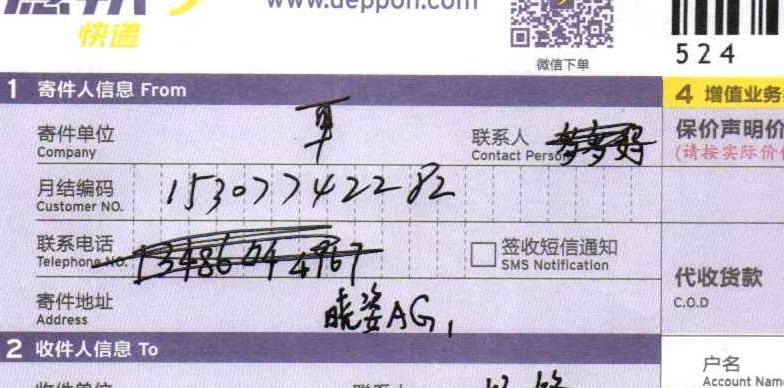 www.deppon.com
快递
微信下单
524
1 寄件人信息 From
4 增值业务
寄件单位
Company
联系人
Contact Person
保价声明价
(请按实际价
月结编码
Customer NO.
15307742282
联系电话
Telephone NO.
13486044967
签收短信通知
SMS Notification
代收货款
C.O.D
寄件地址
Address
晓姿AG,
2 收件人信息 To
户名
Account Nam